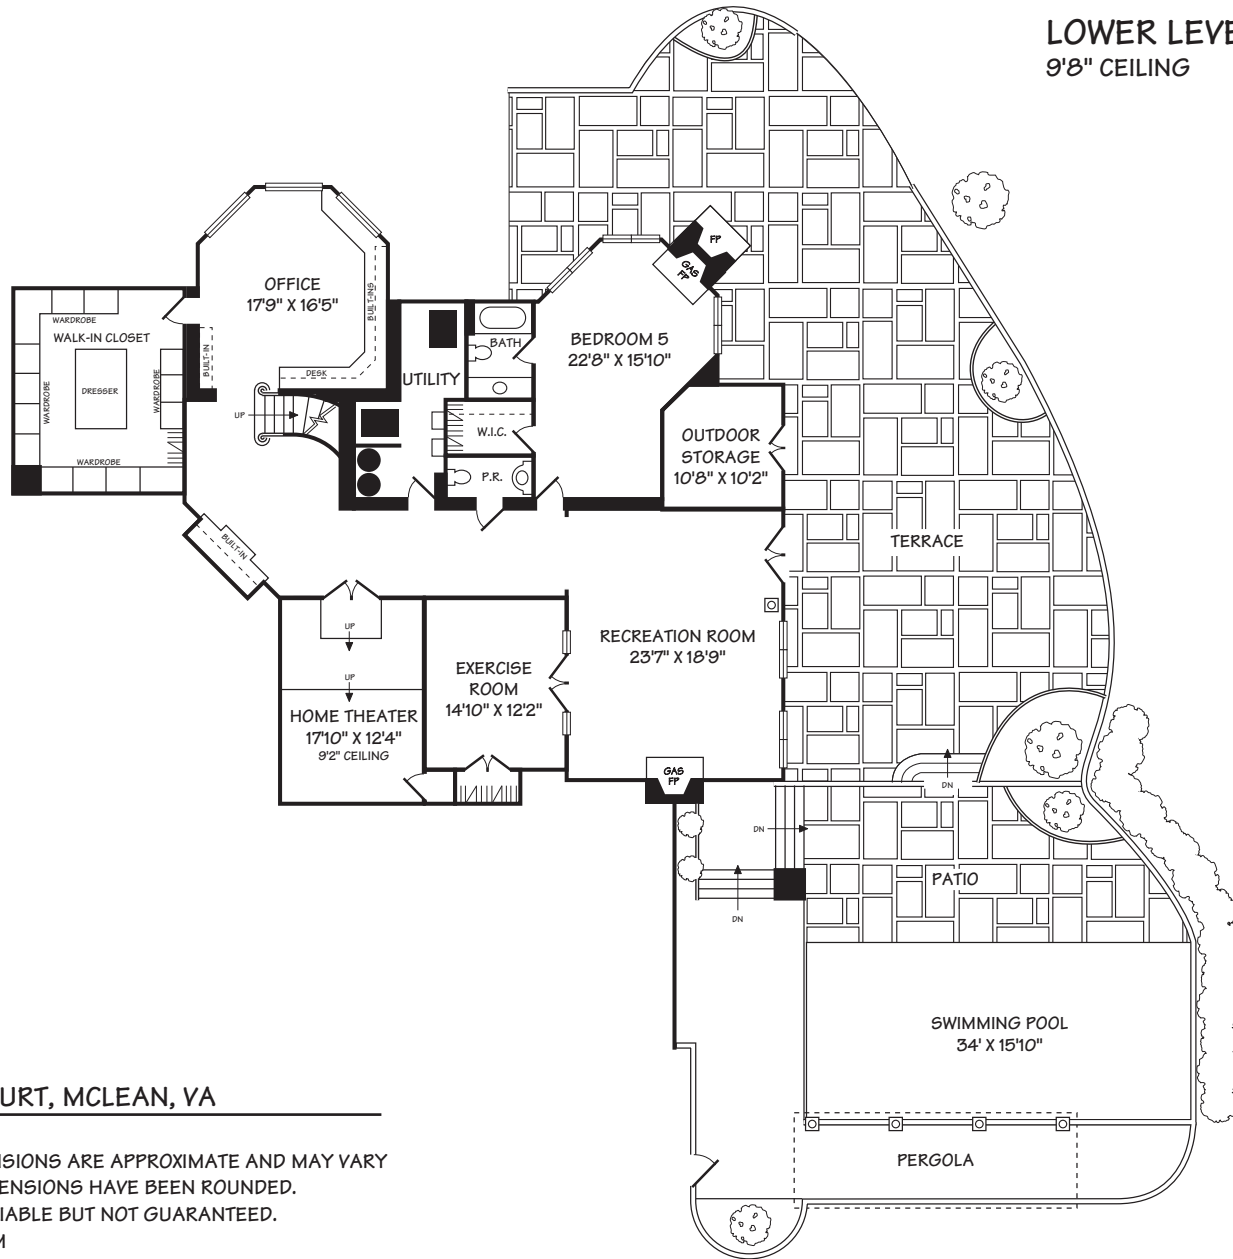 LOWER LEVE
9'8" CEILING
OFFICE
17'9" X 16'5"
BUILT-INS
DESK
BUILT-IN
WARDROBE
WALK-IN CLOSET
DRESSER
WARDROBE
WARDROBE
WARDROBE
UP
UTILITY
BATH
W.I.C.
P.R.
FP
GAS
FP
BEDROOM 5
22'8" X 15'10"
OUTDOOR
STORAGE
10'8" X 10'2"
TERRACE
BUILT-IN
UP
UP
HOME THEATER
17'10" X 12'4"
9'2" CEILING
EXERCISE
ROOM
14'10" X 12'2"
RECREATION ROOM
23'7" X 18'9"
GAS
FP
DN
DN
DN
PATIO
SWIMMING POOL
34' X 15'10"
PERGOLA
URT, MCLEAN, VA
NSIONS ARE APPROXIMATE AND MAY VARY
ENSIONS HAVE BEEN ROUNDED.
IABLE BUT NOT GUARANTEED.
M